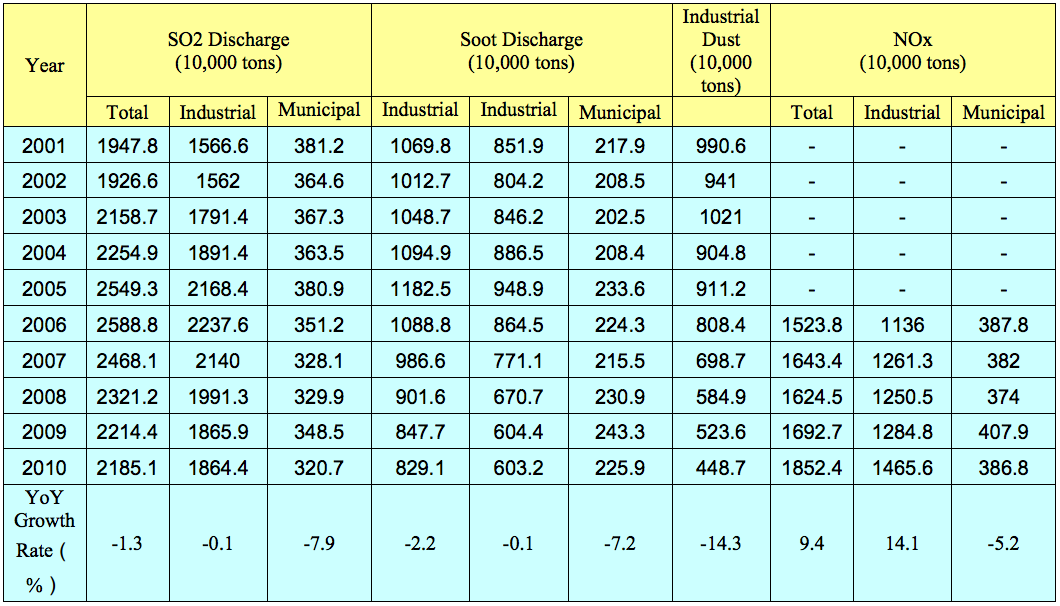 Year SO2 Discharge (10,000 tons) Soot Discharge (10,000 tons) Industrial Dust (10,000 tons) NOx (10,000 tons)
Total Industrial Municipal Industrial Industrial Municipal Total Industrial Municipal
2001 1947.8 1566.6 381.2 1069.8 851.9 217.9 990.6 - - -
2002 1926.6 1562 364.6 1012.7 804.2 208.5 941 - - -
2003 2158.7 1791.4 367.3 1048.7 846.2 202.5 1021 - - -
2004 2254.9 1891.4 363.5 1094.9 886.5 208.4 904.8 - - -
2005 2549.3 2168.4 380.9 1182.5 948.9 233.6 911.2 - - -
2006 2588.8 2237.6 351.2 1088.8 864.5 224.3 808.4 1523.8 1136 387.8
2007 2468.1 2140 328.1 986.6 771.1 215.5 698.7 1643.4 1261.3 382
2008 2321.2 1991.3 329.9 901.6 670.7 230.9 584.9 1624.5 1250.5 374
2009 2214.4 1865.9 348.5 847.7 604.4 243.3 523.6 1692.7 1284.8 407.9
2010 2185.1 1864.4 320.7 829.1 603.2 225.9 448.7 1852.4 1465.6 386.8
YoY Growth Rate ( % ) -1.3 -0.1 -7.9 -2.2 -0.1 -7.2 -14.3 9.4 14.1 -5.2